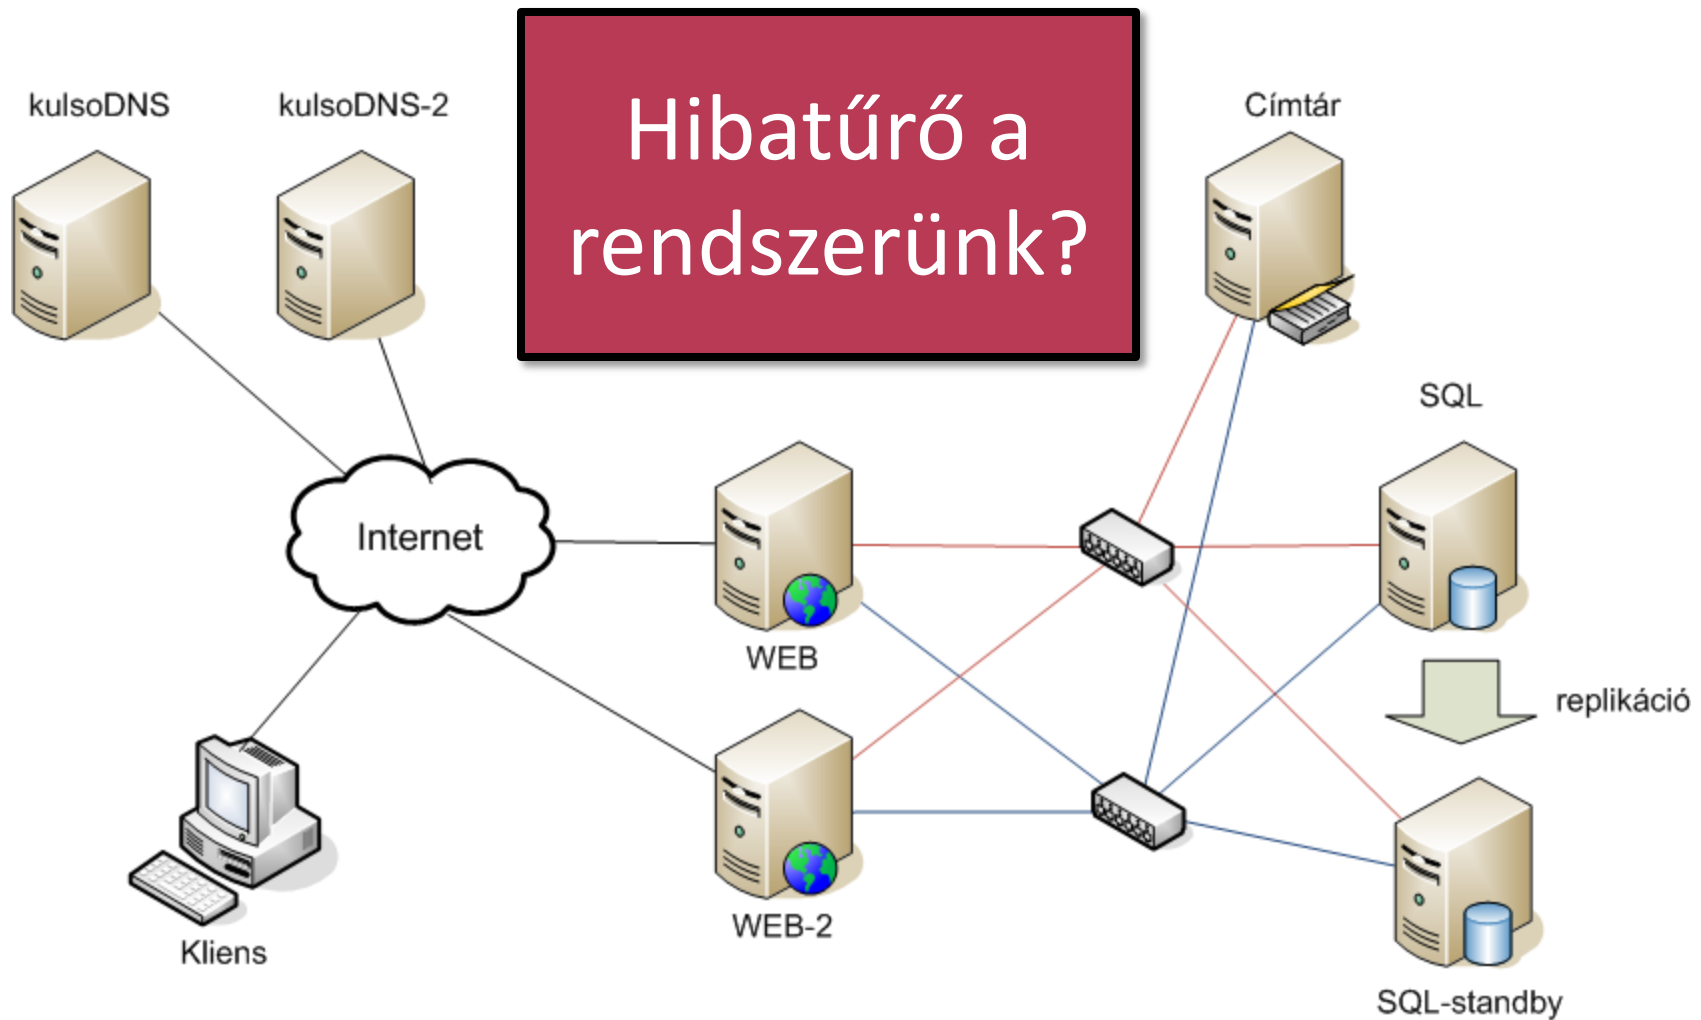 Hibatűrő a
rendszerünk?
kulsoDNS
kulsoDNS-2
Címtár
SQL
Internet
WEB
replikáció
WEB-2
Kliens
SQL-standby